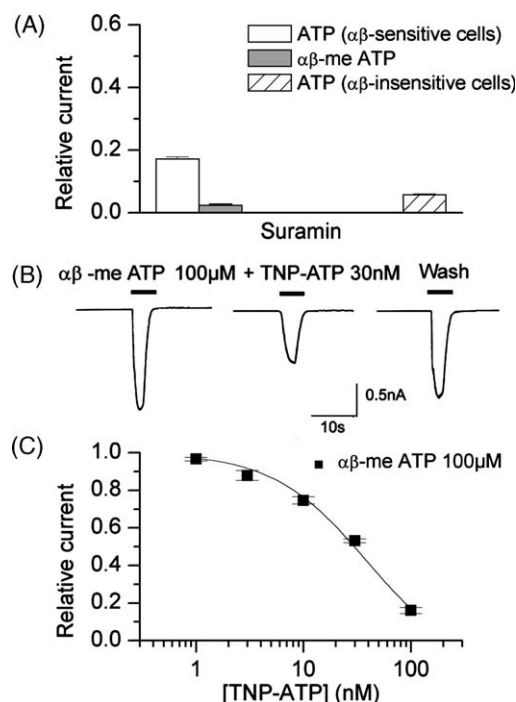 (A)
0.6
0.4
0.2
0.0
Relative current
ATP (αβ-sensitive cells)
αβ-me ATP
ATP (αβ-insensitive cells)
Suramin
(B)
αβ -me ATP 100µM + TNP-ATP 30nM Wash
0.5nA
10s
(C)
1.0
0.8
0.6
0.4
0.2
0.0
Relative current
αβ-me ATP 100µM
1 10 100
[TNP-ATP] (nM)